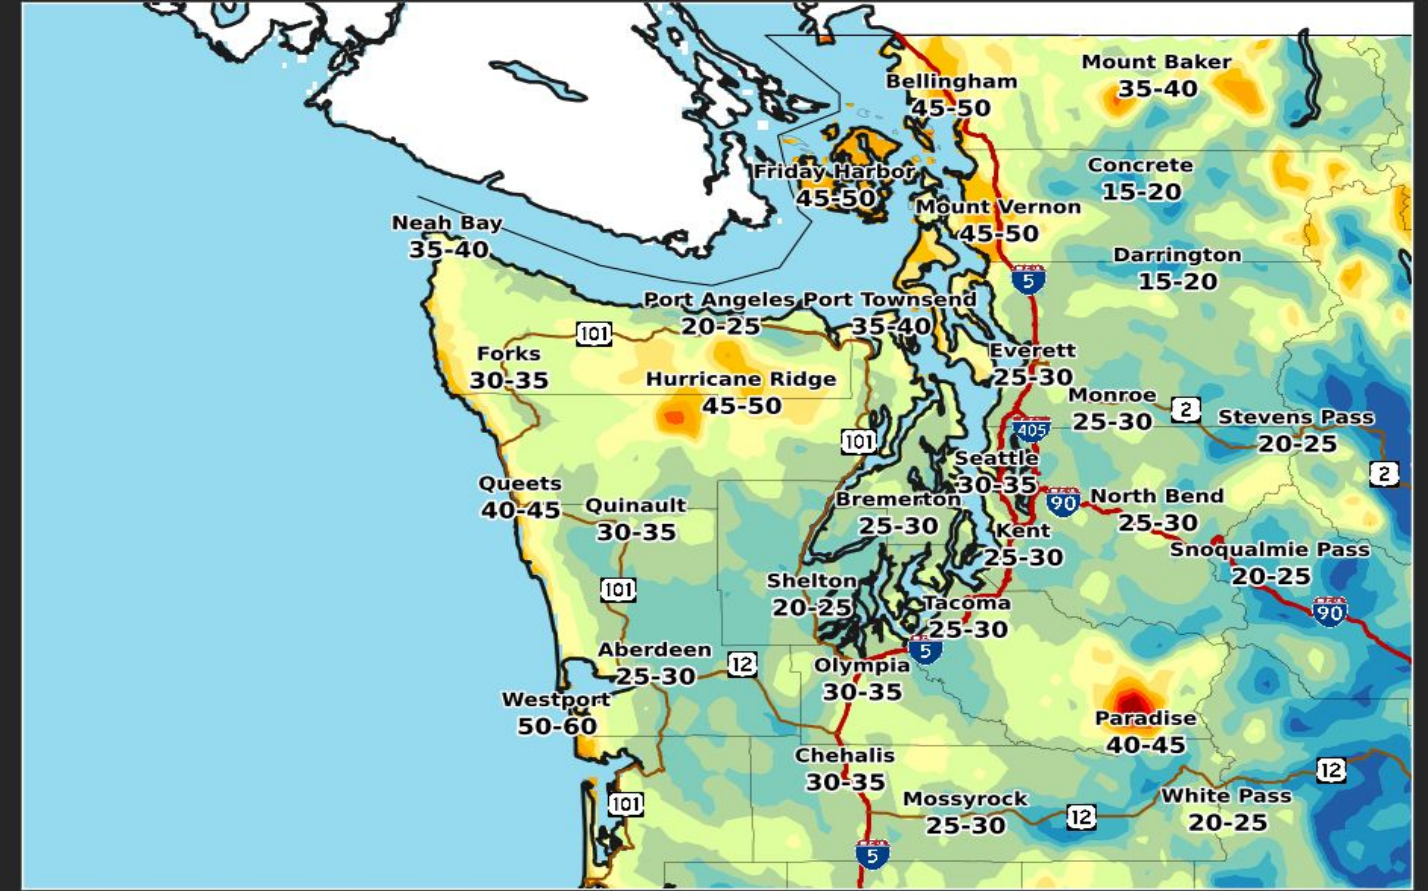 Mount Baker
35-40
Bellingham
45-50
Concrete
15-20
Friday Harbor
45-50
Mount Vernon
45-50
Neah Bay
35-40
Darrington
15-20
5
Port Angeles
20-25
Port Townsend
35-40
101
Forks
30-35
Everett
25-30
Hurricane Ridge
45-50
Monroe
25-30
2
Stevens Pass
20-25
405
101
Seattle
30-35
2
Queets
40-45
Quinault
30-35
Bremerton
25-30
90
North Bend
25-30
Kent
25-30
Snoqualmie Pass
20-25
101
Shelton
20-25
Tacoma
25-30
90
5
Aberdeen
25-30
12
Olympia
30-35
Westport
50-60
Paradise
40-45
Chehalis
30-35
12
101
Mossyrock
25-30
12
White Pass
20-25
5